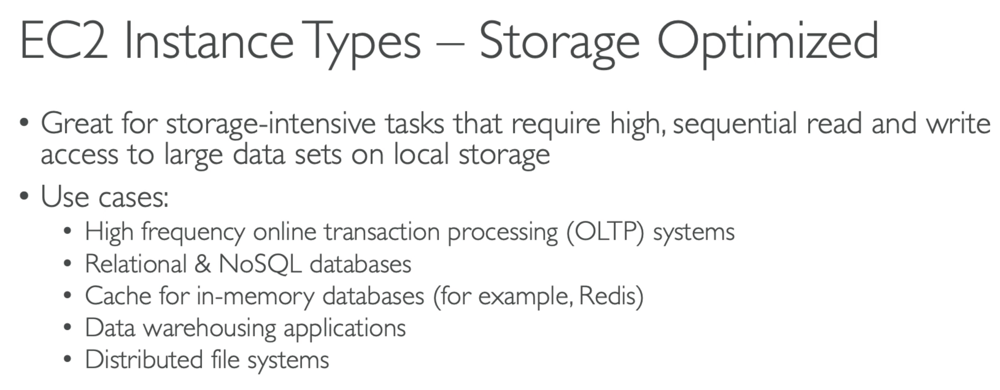 EC2 Instance Types – Storage Optimized
• Great for storage-intensive tasks that require high, sequential read and write
access to large data sets on local storage
• Use cases:
• High frequency online transaction processing (OLTP) systems
• Relational & NoSQL databases
• Cache for in-memory databases (for example, Redis)
• Data warehousing applications
• Distributed file systems